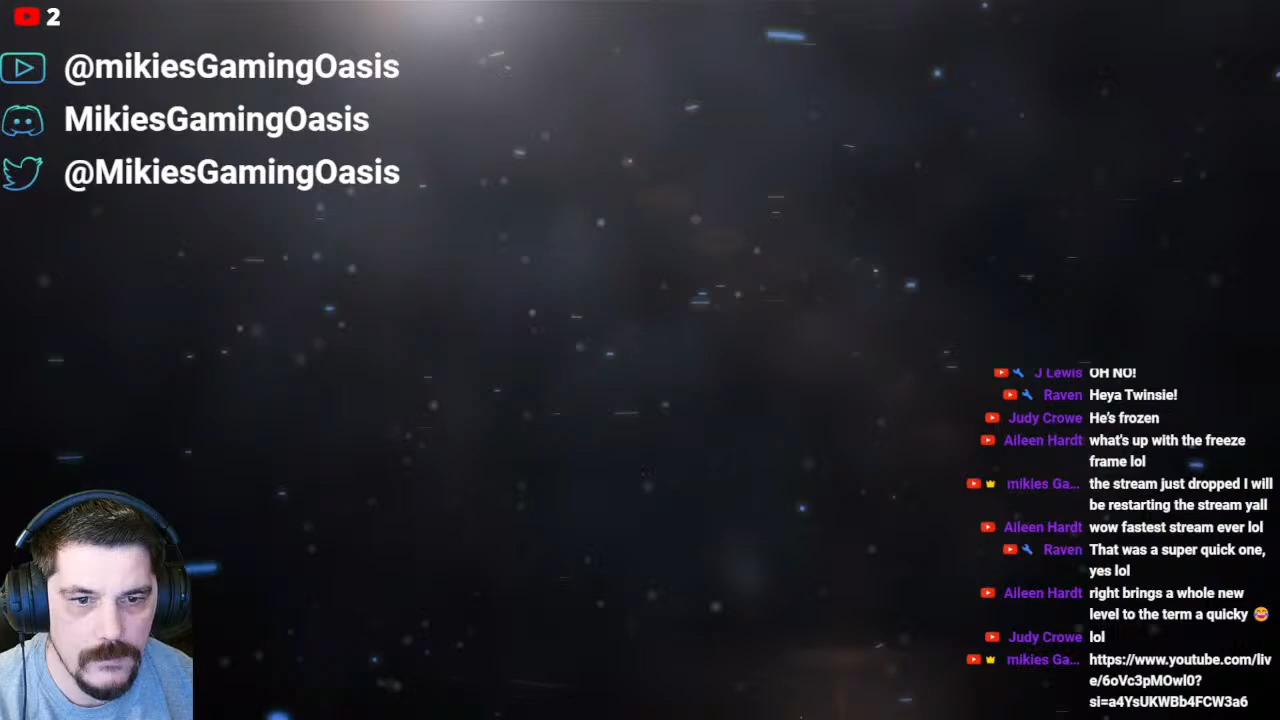 2
@mikiesGamingOasis
MikiesGamingOasis
@MikiesGamingOasis
J Lewis OH NO!
Raven Heya Twinsie!
Judy Crowe He's frozen
Aileen Hardt what's up with the freeze
frame lol
mikies Ga... the stream just dropped I will
be restarting the stream yall
Aileen Hardt wow fastest stream ever lol
Raven That was a super quick one,
yes lol
Aileen Hardt right brings a whole new
level to the term a quicky 😂
Judy Crowe lol
mikies Ga... https://www.youtube.com/liv
e/6oVc3pMOwl0?
si=a4YsUKWBb4FCW3a6